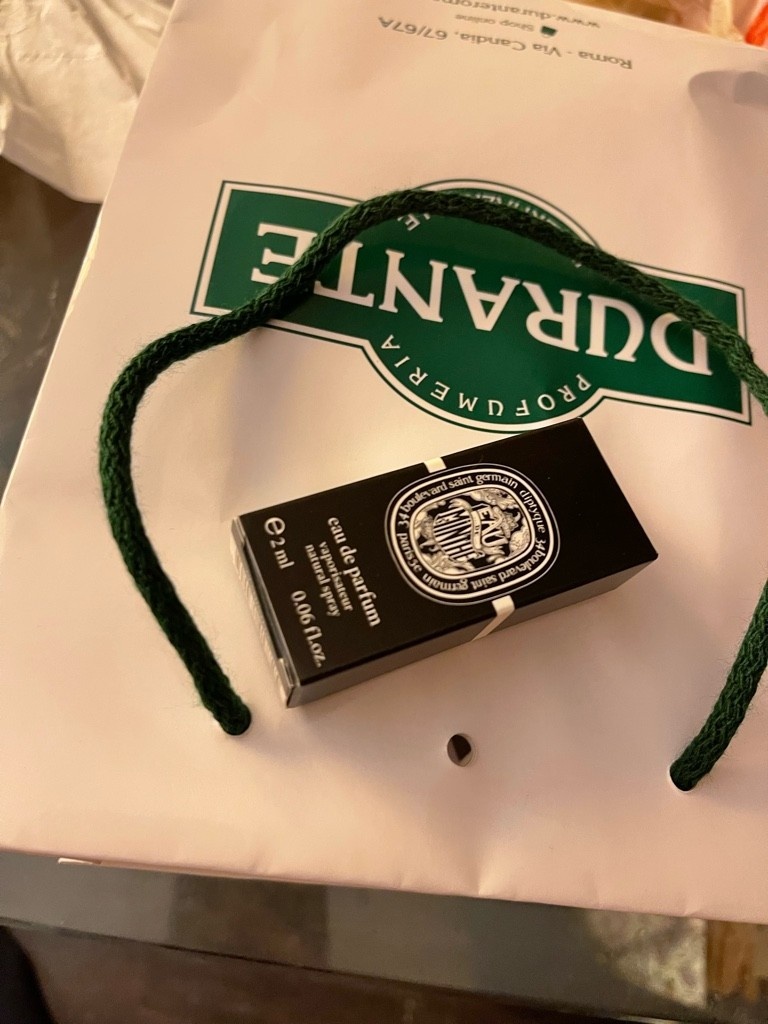 www.durantero
Shop online
Roma - Via Candia, 67/67A
DURANTE
PROFUMERIA
34 boulevard saint germain diptyque 34 boulevard saint germain paris 5e
L'EAU
eau de parfum
vaporisateur
natural spray
e 2 ml 0.06 fl.oz.